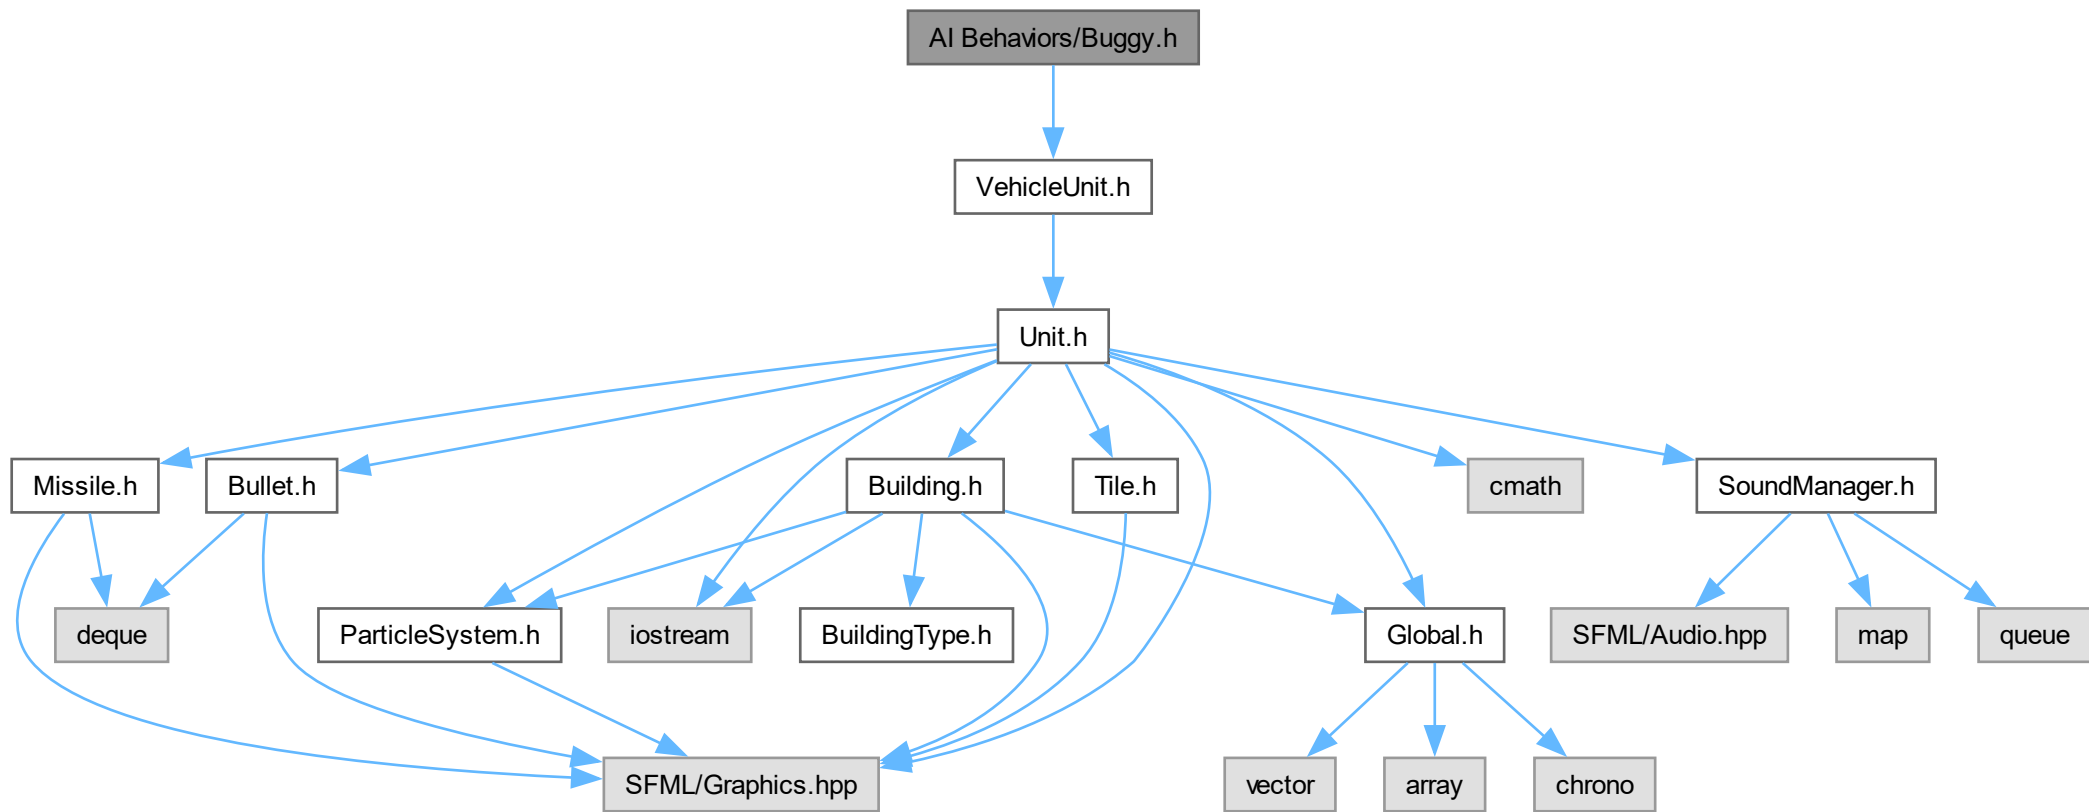 AI Behaviors/Buggy.h
VehicleUnit.h
Unit.h
Missile.h
Bullet.h
Building.h
Tile.h
cmath
SoundManager.h
deque
ParticleSystem.h
iostream
BuildingType.h
Global.h
SFML/Audio.hpp
map
queue
SFML/Graphics.hpp
vector
array
chrono